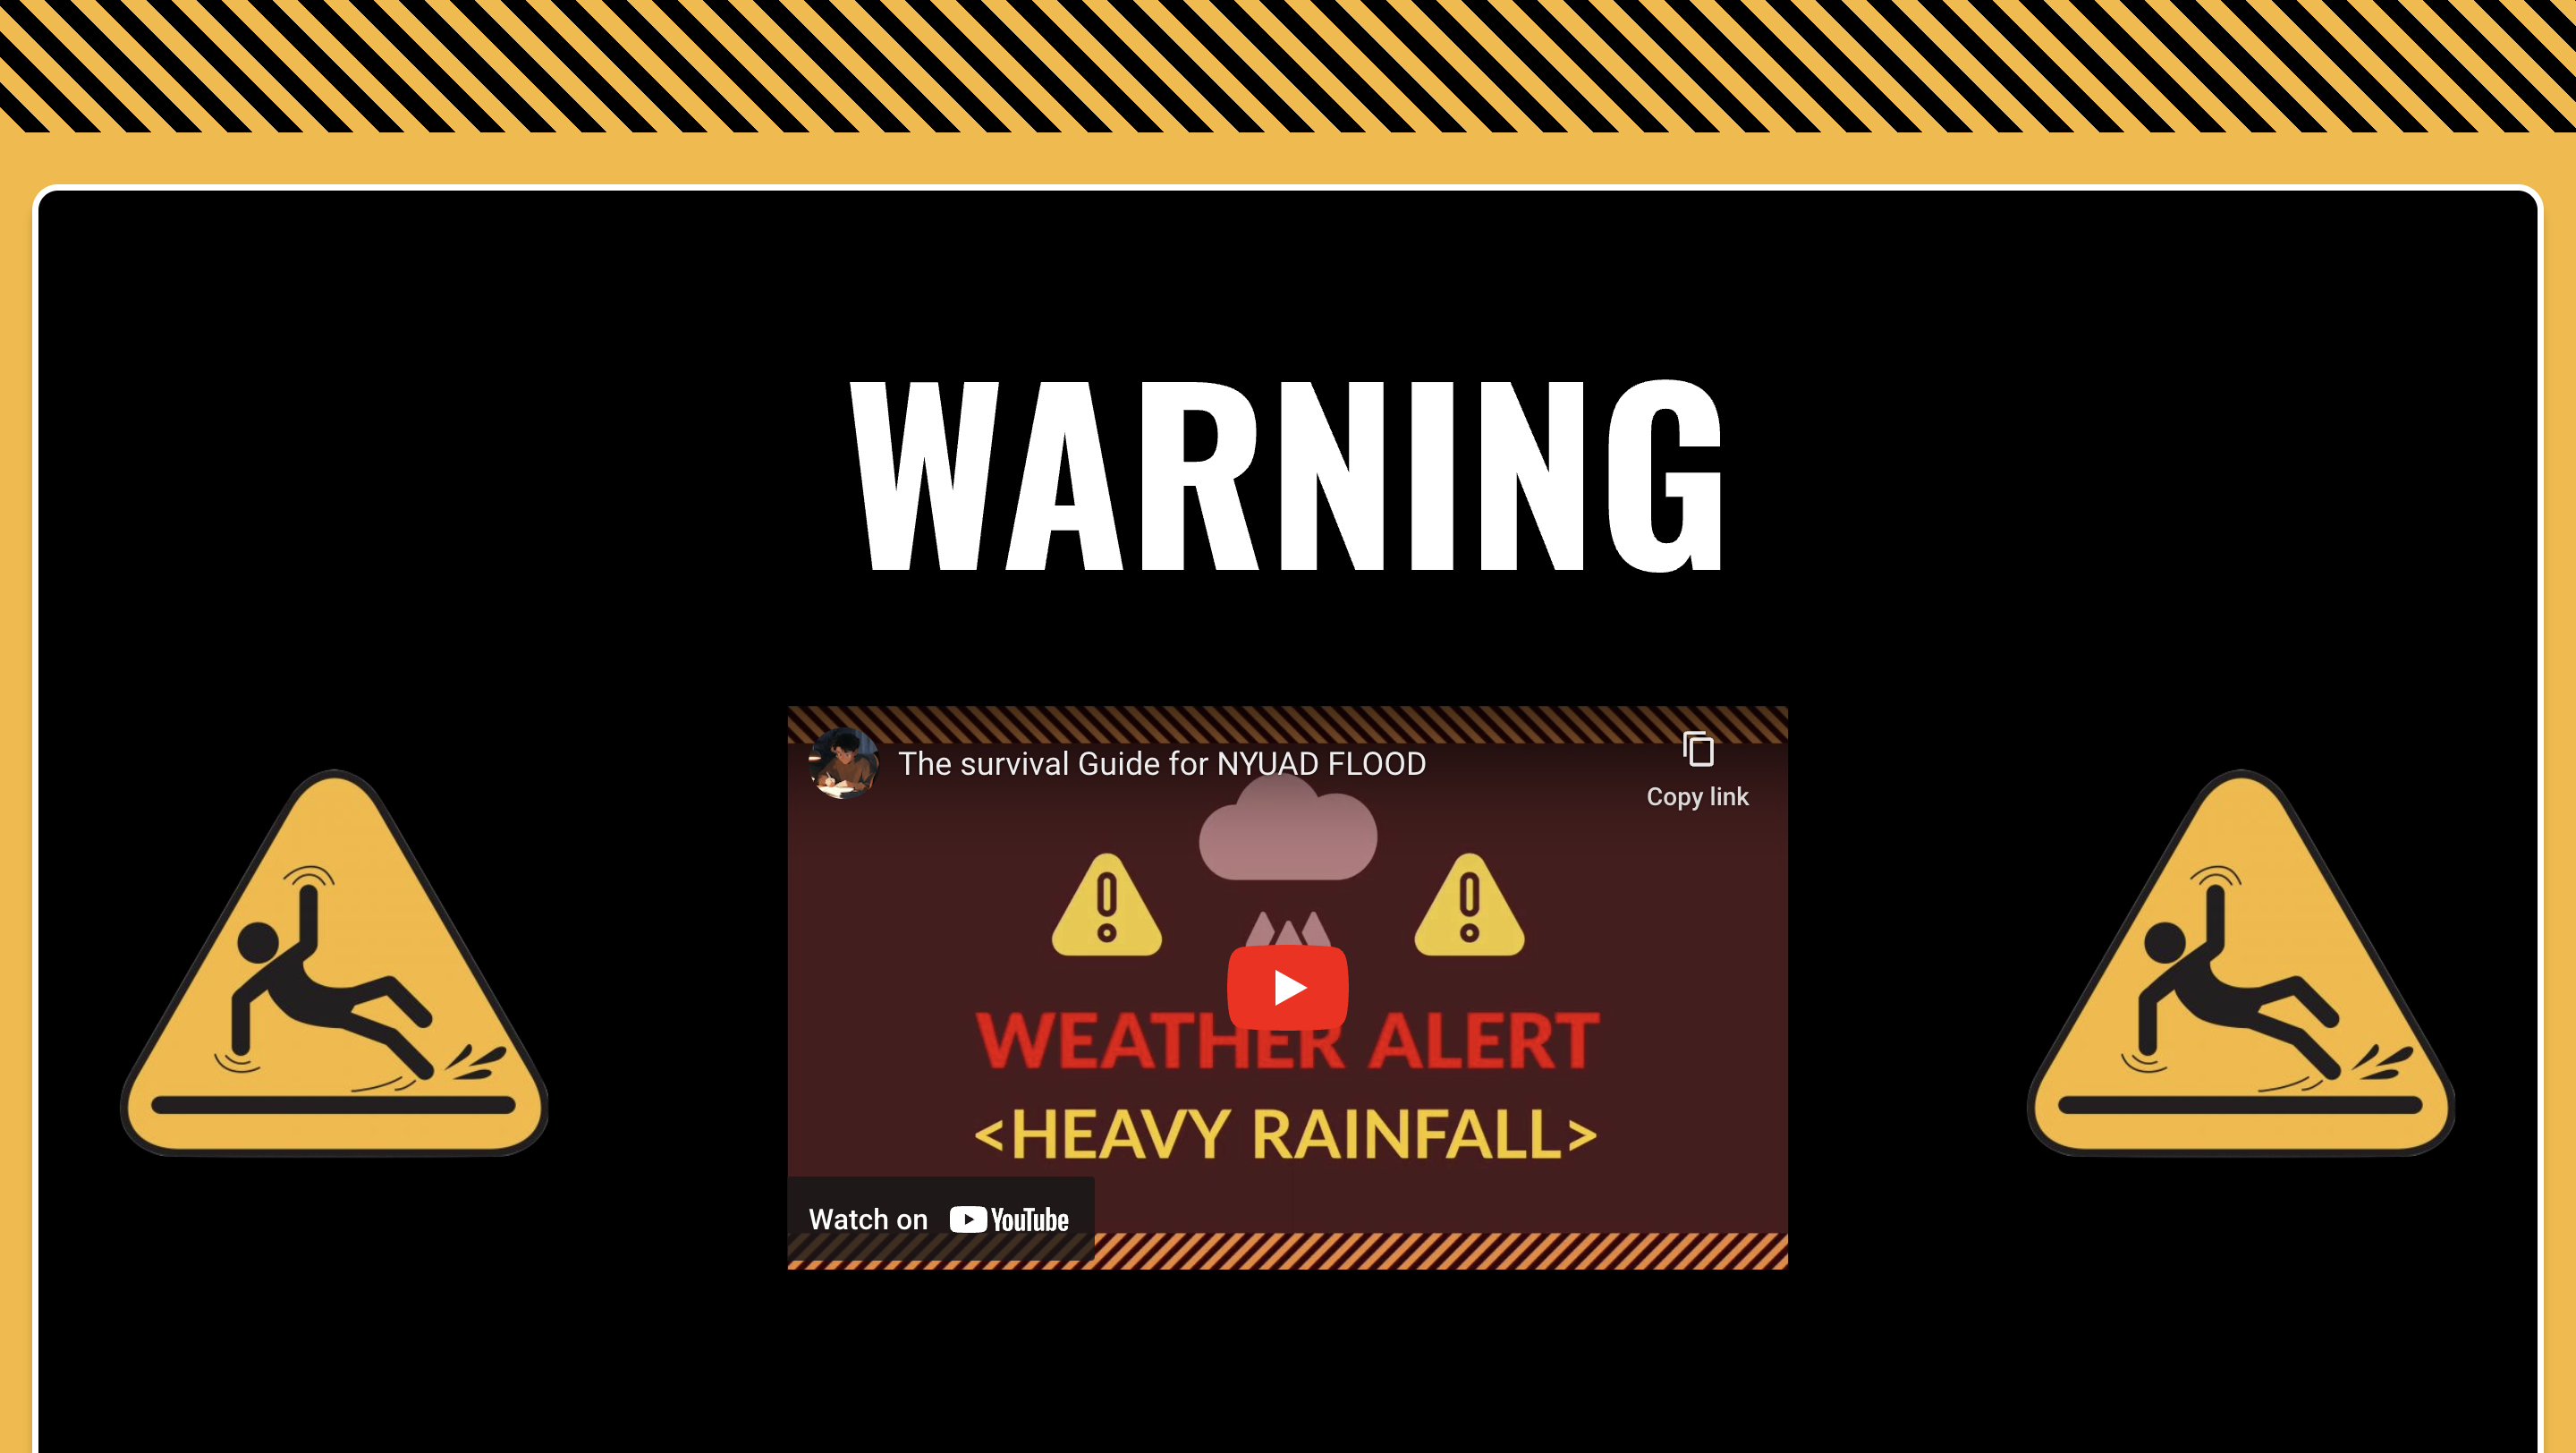 WARNING
The survival Guide for NYUAD FLOOD
Copy link
WEATHER ALERT
<HEAVY RAINFALL>
Watch on YouTube